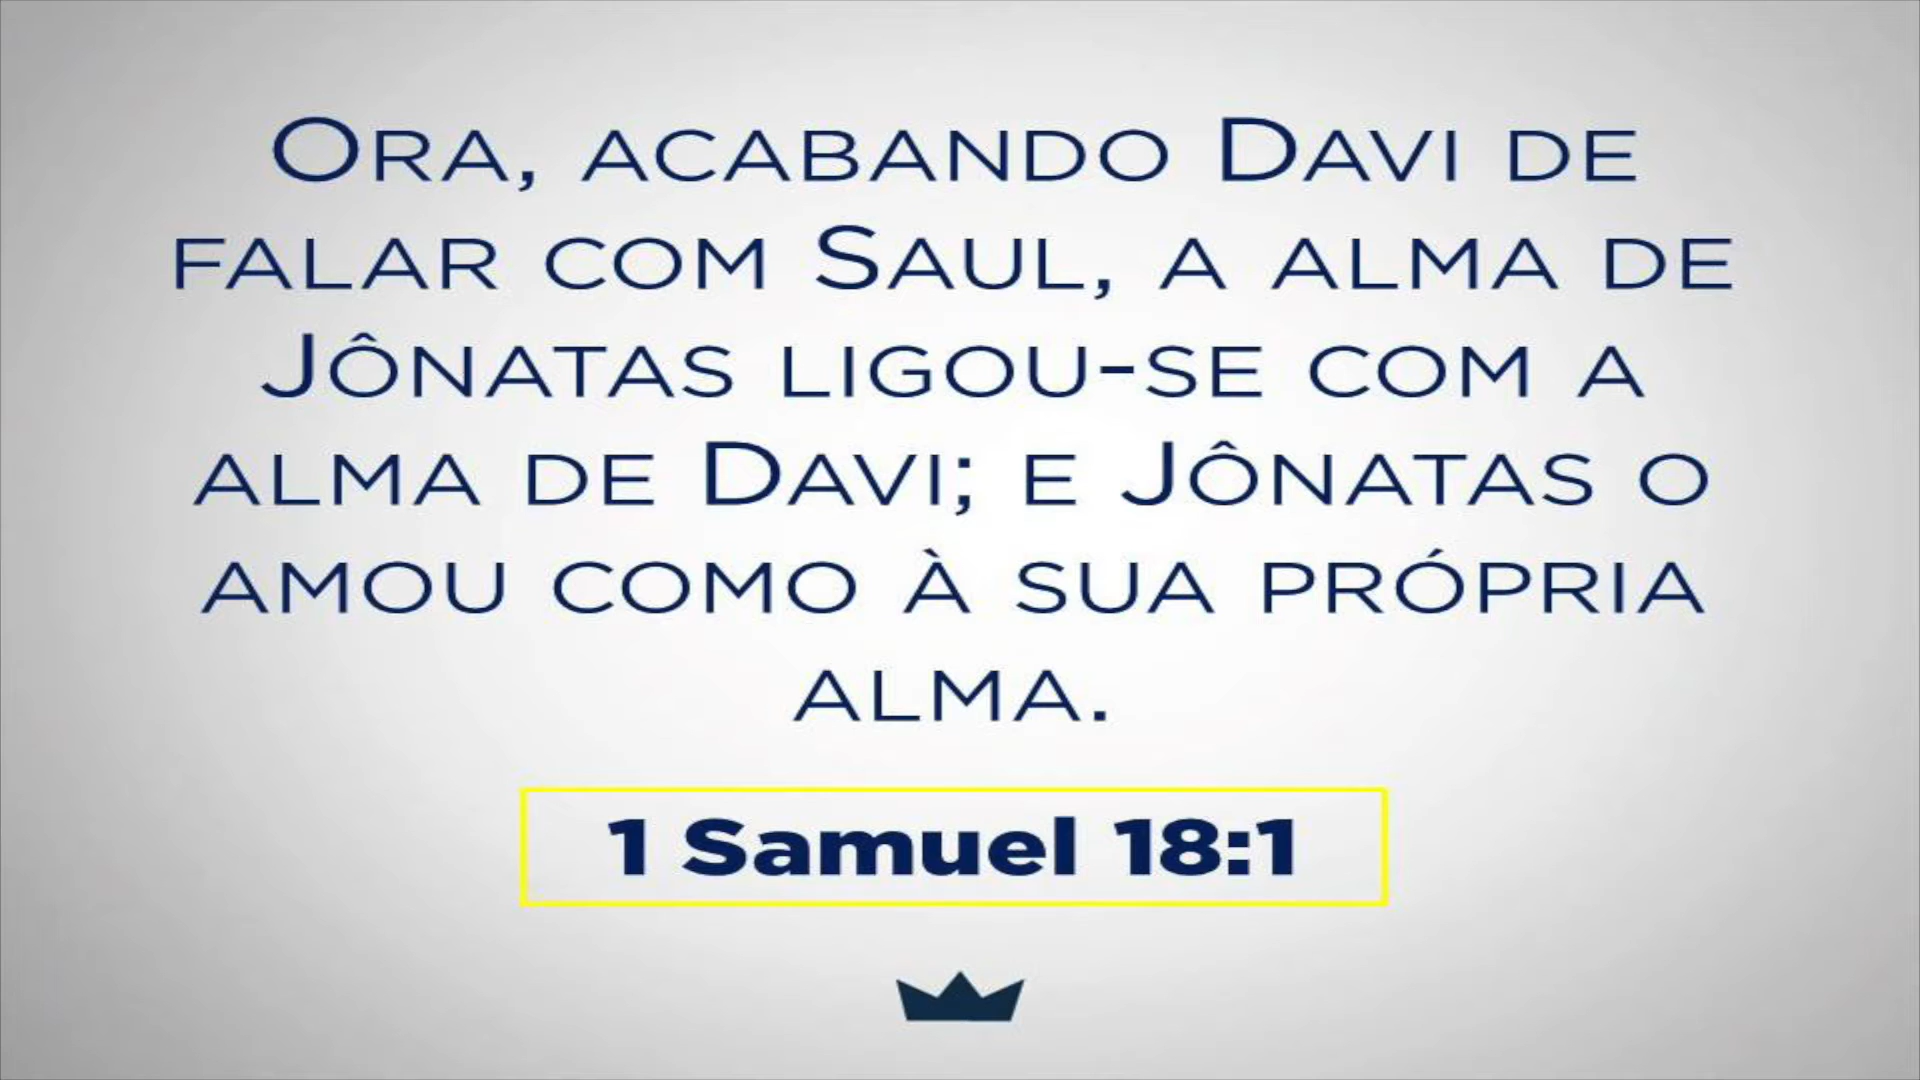 Ora, acabando Davi de
falar com Saul, a alma de
Jônatas ligou-se com a
alma de Davi; e Jônatas o
amou como à sua própria
alma.
1 Samuel 18:1